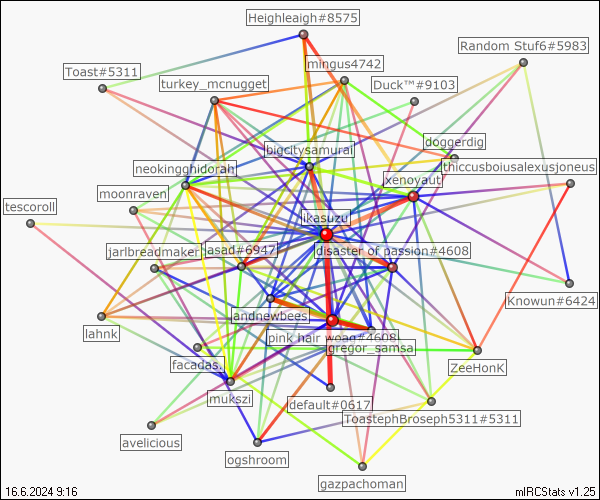 Heighleaigh#8575
Random Stuf6#5983
mingus4742
Toast#5311
turkey_mcnugget
Duck™#9103
doggerdig
bigcitysamurai
neokingghidorah
thiccusboiusalexusjoneus
xenoyaut
moonraven
tescoroll
ikasuzu
jarlbreadmaker
jasad#6947
disaster of passion#4608
Knowun#6424
andnewbees
lahnk
pink hair woag#4608
gregor_samsa
facadas.
ZeeHonK
mukszi
default#0617
ToastephBroseph5311#5311
avelicious
ogshroom
gazpachoman
16.6.2024 9:16
mIRCStats v1.25